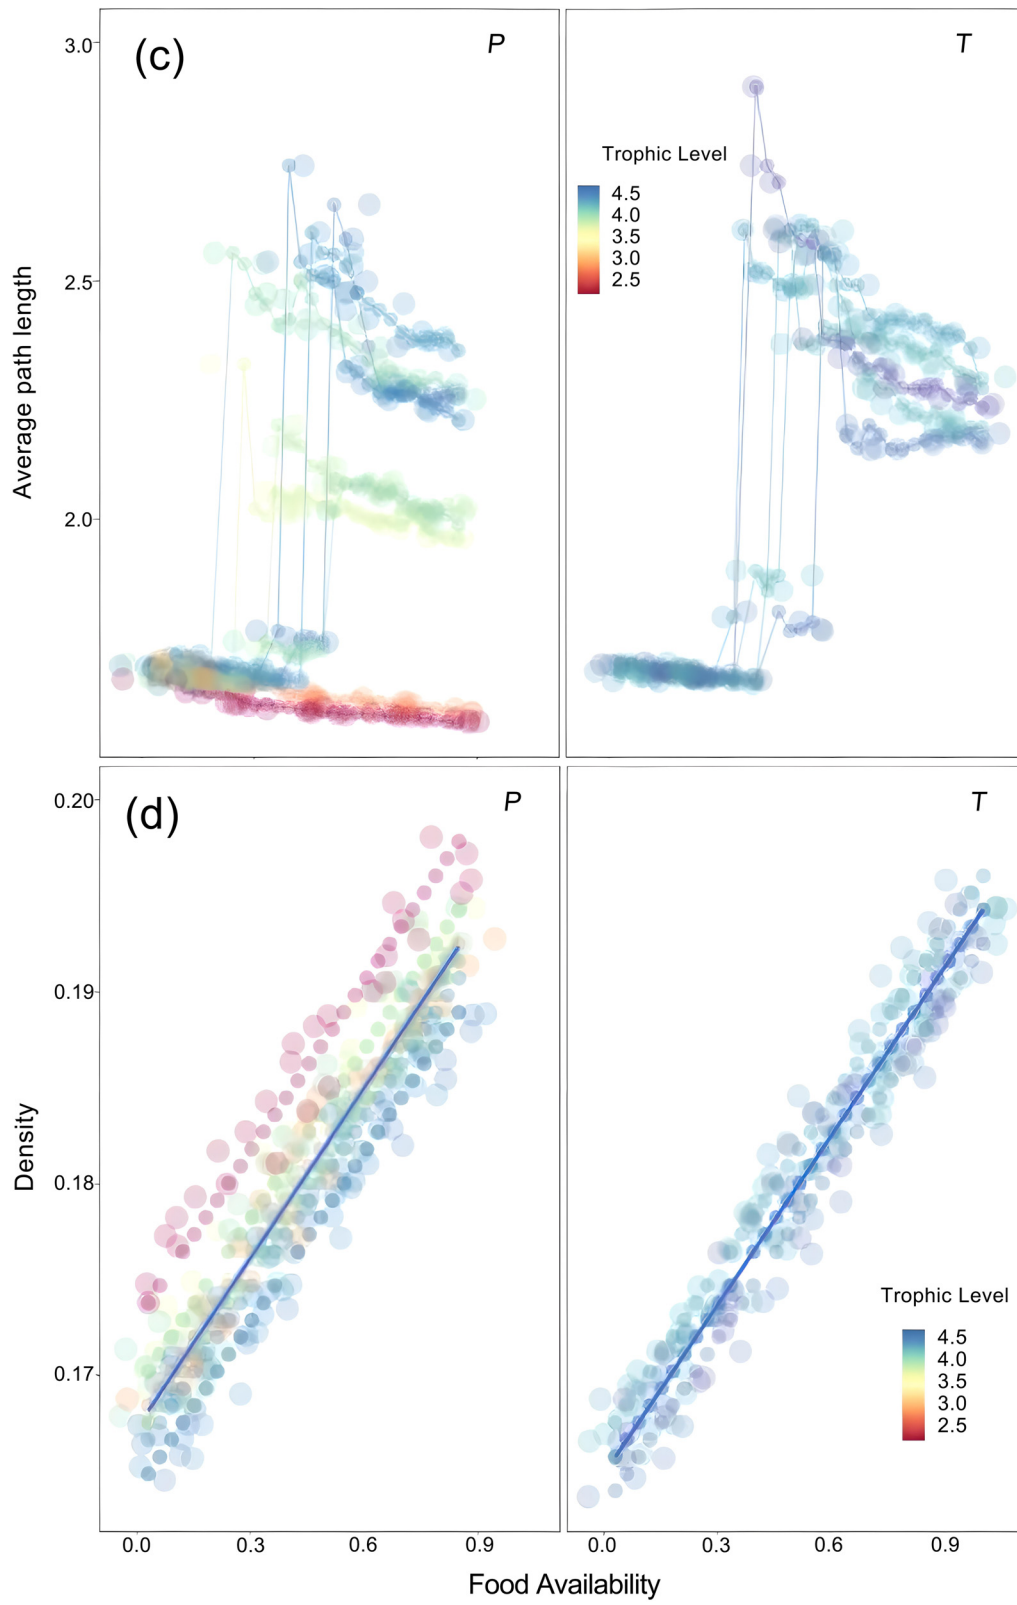 (c)
P
T
3.0
2.5
2.0
Average path length
Trophic Level
4.5
4.0
3.5
3.0
2.5
(d)
P
T
0.20
0.19
0.18
0.17
Density
Trophic Level
4.5
4.0
3.5
3.0
2.5
0.0 0.3 0.6 0.9
0.0 0.3 0.6 0.9
Food Availability